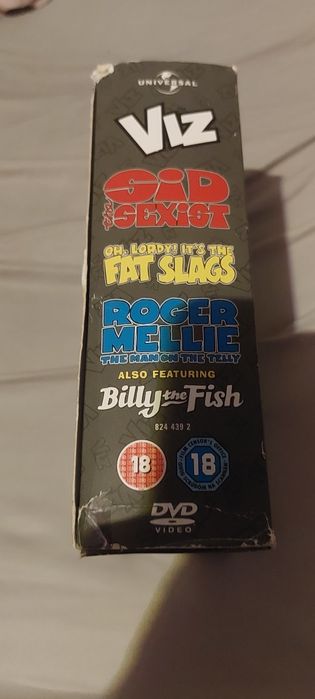 UNIVERSAL
VIZ
SID
the SEXIST
OH, LORDY! IT'S THE
FAT SLAGS
ROGER
MELLIE
THE MAN ON THE TELLY
ALSO FEATURING
Billy the Fish
824 439 2
18
18
DVD
VIDEO